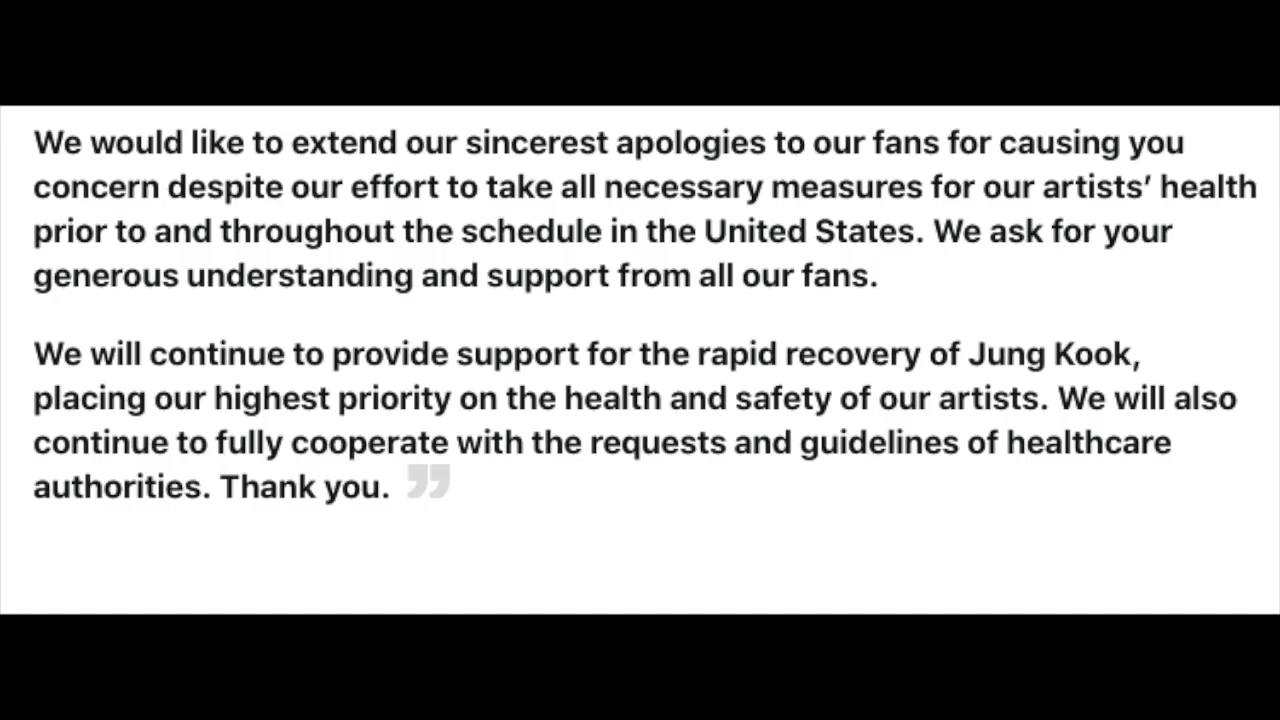 We would like to extend our sincerest apologies to our fans for causing you
concern despite our effort to take all necessary measures for our artists’ health
prior to and throughout the schedule in the United States. We ask for your
generous understanding and support from all our fans.
We will continue to provide support for the rapid recovery of Jung Kook,
placing our highest priority on the health and safety of our artists. We will also
continue to fully cooperate with the requests and guidelines of healthcare
authorities. Thank you. ”